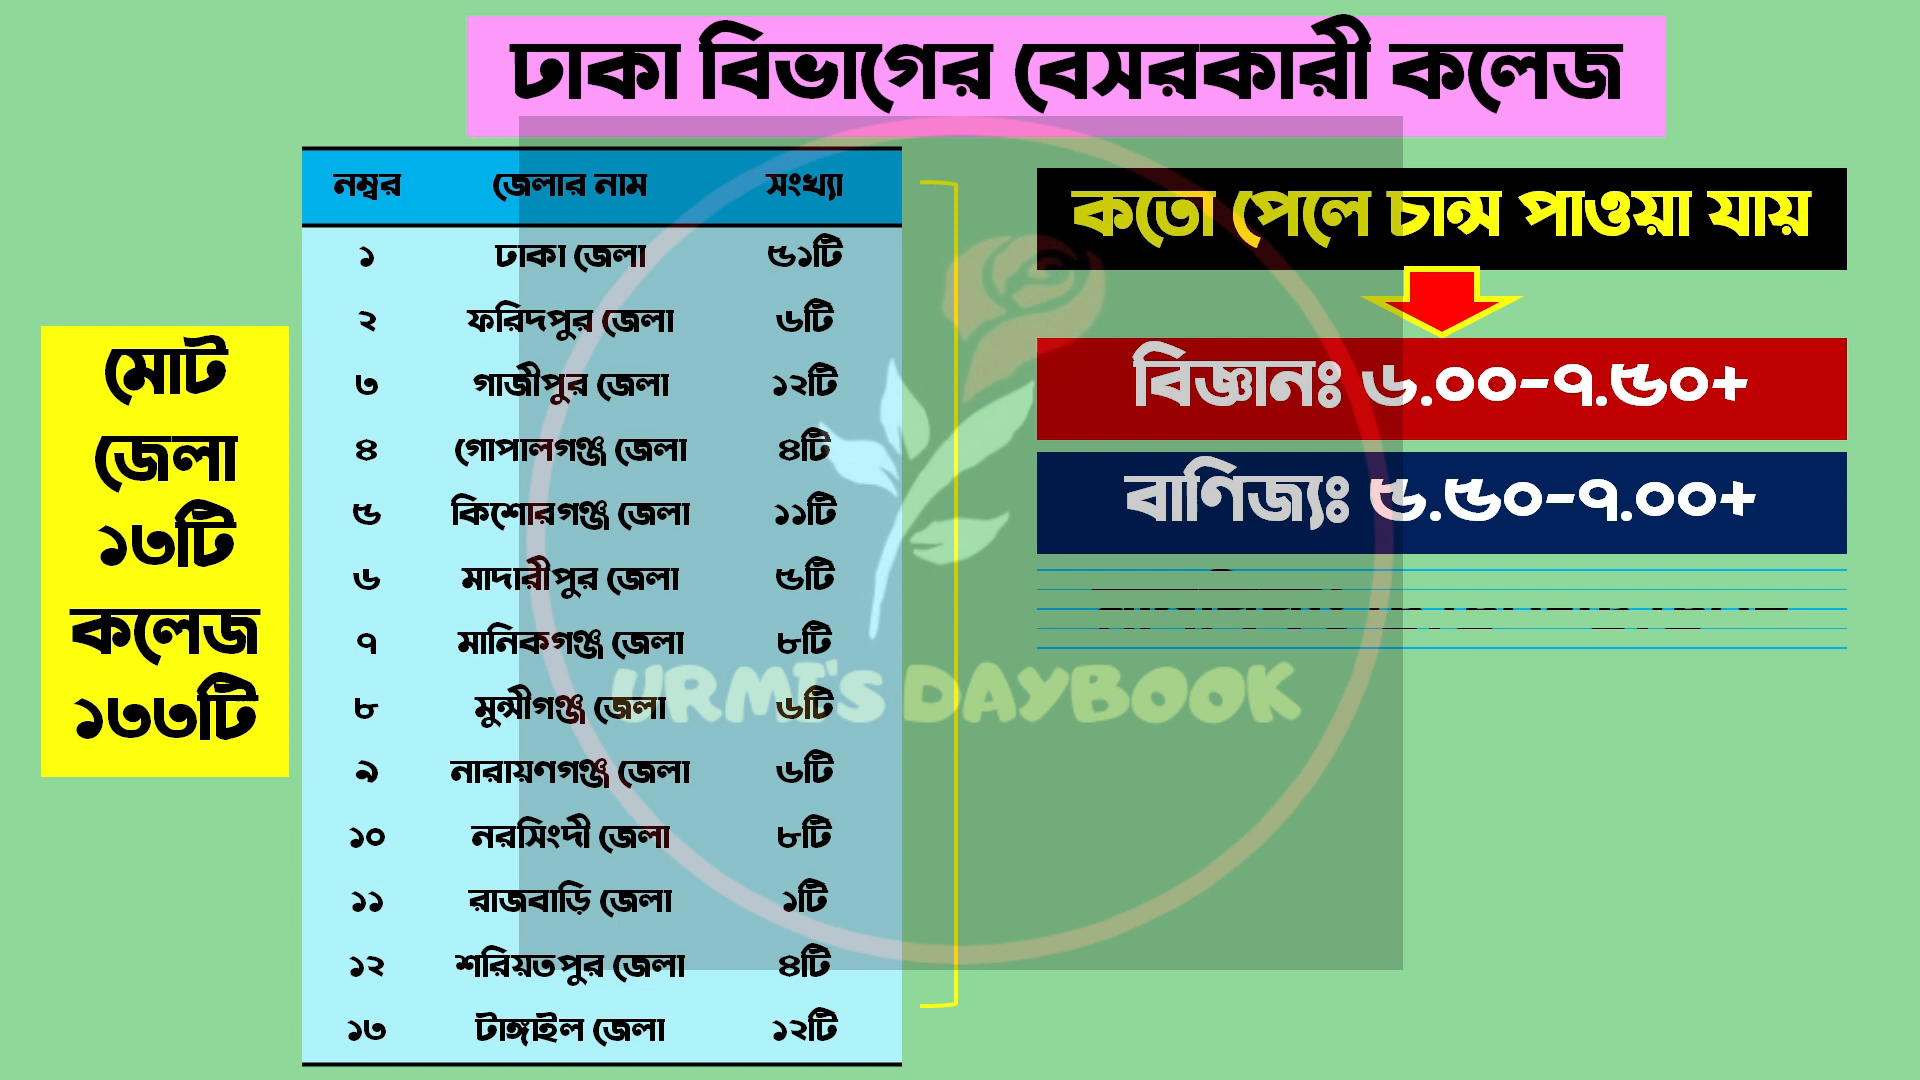 ঢাকা বিভাগের বেসরকারী কলেজ
মোট
জেলা
১৩টি
কলেজ
১৩৩টি
নম্বর জেলার নাম সংখ্যা
১ ঢাকা জেলা ৫১টি
২ ফরিদপুর জেলা ৬টি
৩ গাজীপুর জেলা ১২টি
৪ গোপালগঞ্জ জেলা ৪টি
৫ কিশোরগঞ্জ জেলা ১১টি
৬ মাদারীপুর জেলা ৫টি
৭ মানিকগঞ্জ জেলা ৮টি
৮ মুন্সীগঞ্জ জেলা ৬টি
৯ নারায়ণগঞ্জ জেলা ৬টি
১০ নরসিংদী জেলা ৮টি
১১ রাজবাড়ি জেলা ১টি
১২ শরিয়তপুর জেলা ৪টি
১৩ টাঙ্গাইল জেলা ১২টি
কতো পেলে চান্স পাওয়া যায়
বিজ্ঞানঃ ৬.০০-৭.৫০+
বাণিজ্যঃ ৫.৫০-৭.০০+
URMI'S DAYBOOK